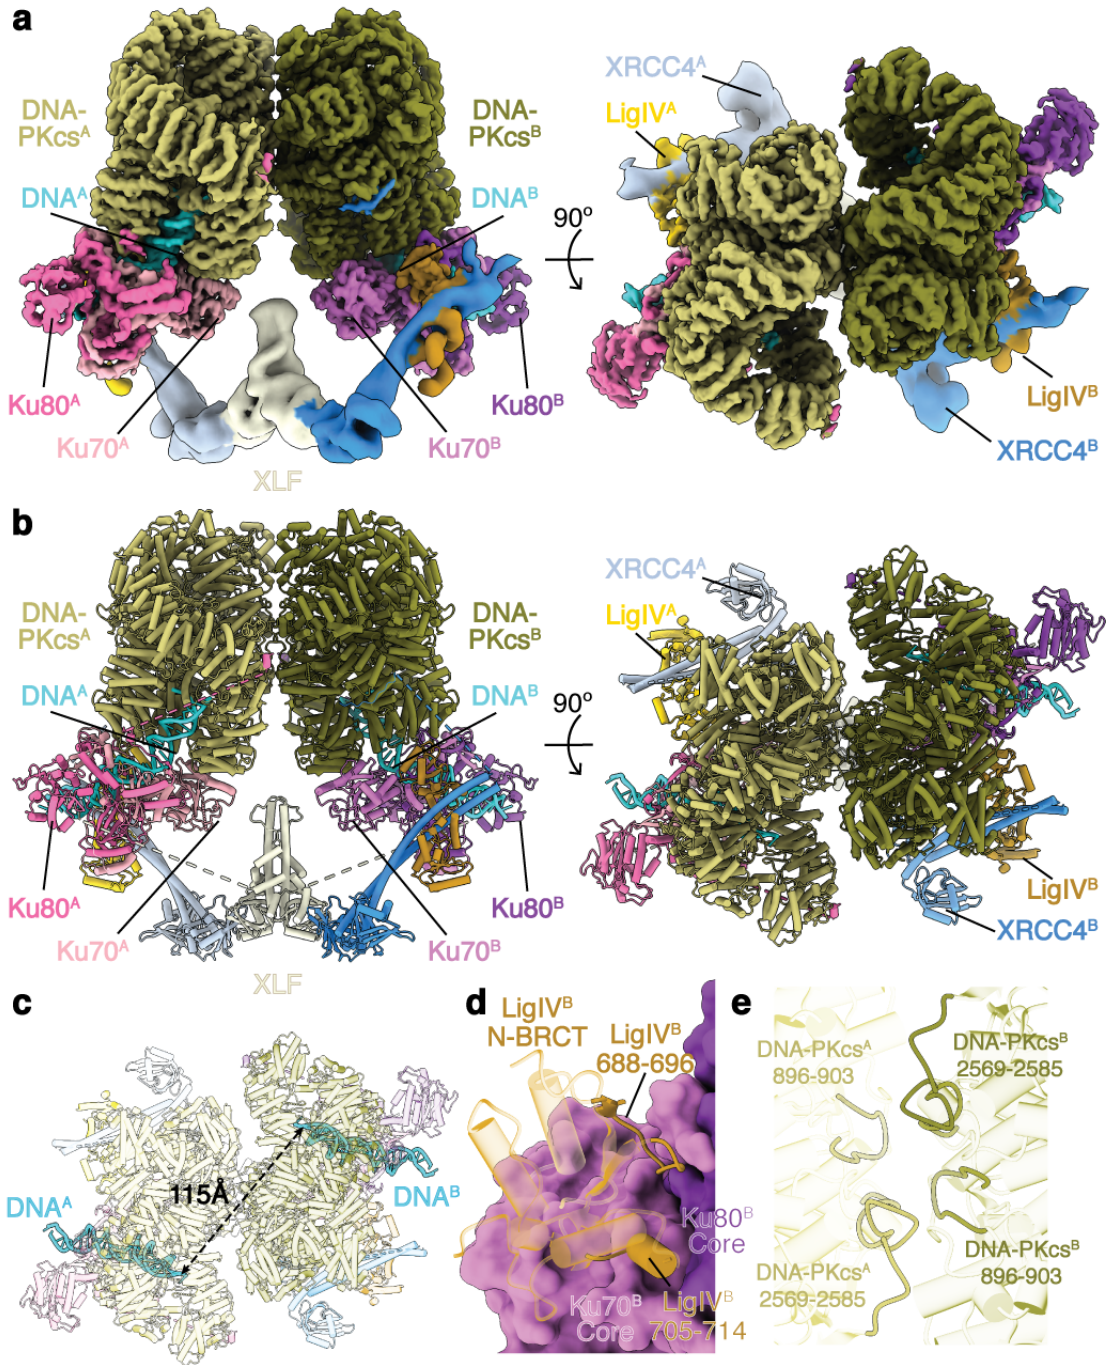 a
DNA-
PKcsᴬ
DNA-
PKcsᴮ
DNAᴬ
DNAᴮ
Ku80ᴬ
Ku70ᴬ
XLF
Ku70ᴮ
Ku80ᴮ
90º
XRCC4ᴬ
LigIVᴬ
LigIVᴮ
XRCC4ᴮ
b
DNA-
PKcsᴬ
DNA-
PKcsᴮ
DNAᴬ
DNAᴮ
Ku80ᴬ
Ku70ᴬ
XLF
Ku70ᴮ
Ku80ᴮ
90º
XRCC4ᴬ
LigIVᴬ
LigIVᴮ
XRCC4ᴮ
c
DNAᴬ
115Å
DNAᴮ
d
LigIVᴮ
N-BRCT
LigIVᴮ
688-696
Ku80ᴮ
Core
Ku70ᴮ
Core
LigIVᴮ
705-714
e
DNA-PKcsᴬ
896-903
DNA-PKcsᴮ
2569-2585
DNA-PKcsᴬ
2569-2585
DNA-PKcsᴮ
896-903